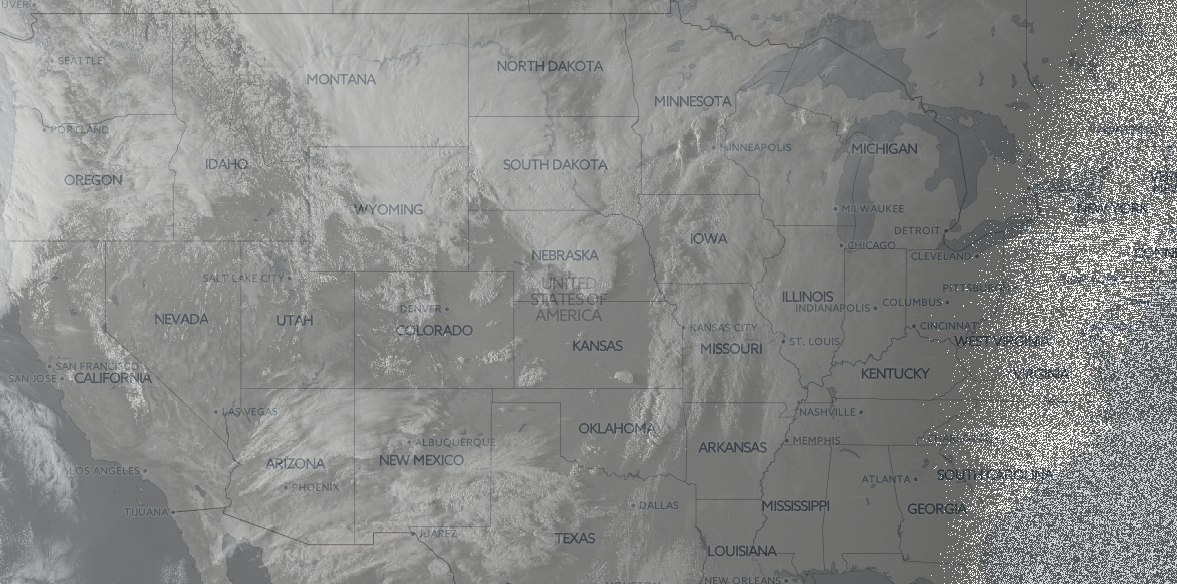 UVER
SEATTLE
MONTANA
NORTH DAKOTA
MINNESOTA
PORTLAND
MINNEAPOLIS
MICHIGAN
IDAHO
SOUTH DAKOTA
OREGON
WYOMING
MILWAUKEE
NEW YORK
DETROIT
IOWA
CHICAGO
NEBRASKA
CLEVELAND
SALT LAKE CITY
UNITED
STATES OF
AMERICA
PITTSBURGH
ILLINOIS
COLUMBUS
DENVER
INDIANAPOLIS
NEVADA
UTAH
COLORADO
KANSAS CITY
CINCINNAT
ST. LOUIS
WEST VIRGINIA
KANSAS
MISSOURI
SAN FRANCISCO
SAN JOSE
CALIFORNIA
KENTUCKY
VIRGINIA
LAS VEGAS
NASHVILLE
OKLAHOMA
ALBUQUERQUE
MEMPHIS
CHARLOTTE
ARKANSAS
NEW MEXICO
ARIZONA
LOS ANGELES
SOUTH CAROLINA
PHOENIX
ATLANTA
DALLAS
MISSISSIPPI
GEORGIA
TIJUANA
JUAREZ
TEXAS
LOUISIANA
NEW ORLEANS
HOUSTON